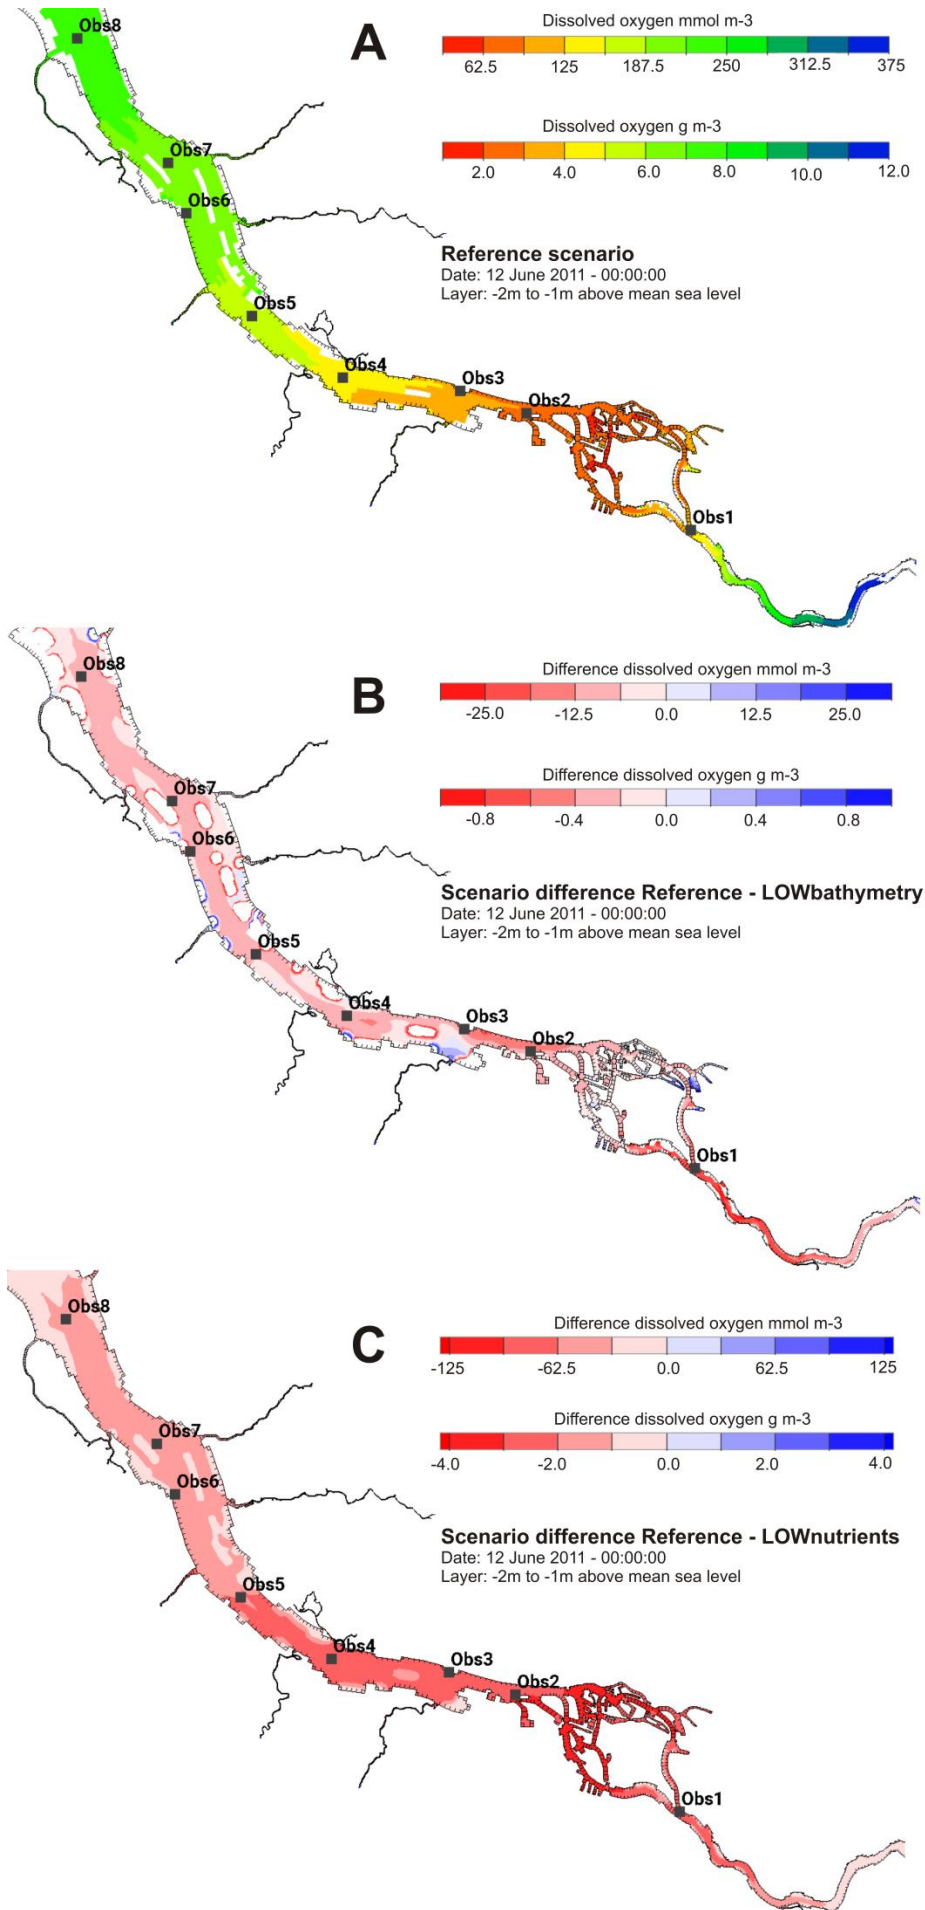 A
Dissolved oxygen mmol m-3
62.5 125 187.5 250 312.5 375
Dissolved oxygen g m-3
2.0 4.0 6.0 8.0 10.0 12.0
Reference scenario
Date: 12 June 2011 - 00:00:00
Layer: -2m to -1m above mean sea level
Obs8
Obs7
Obs6
Obs5
Obs4
Obs3
Obs2
Obs1
B
Difference dissolved oxygen mmol m-3
-25.0 -12.5 0.0 12.5 25.0
Difference dissolved oxygen g m-3
-0.8 -0.4 0.0 0.4 0.8
Scenario difference Reference - LOWbathymetry
Date: 12 June 2011 - 00:00:00
Layer: -2m to -1m above mean sea level
Obs8
Obs7
Obs6
Obs5
Obs4
Obs3
Obs2
Obs1
C
Difference dissolved oxygen mmol m-3
-125 -62.5 0.0 62.5 125
Difference dissolved oxygen g m-3
-4.0 -2.0 0.0 2.0 4.0
Scenario difference Reference - LOWnutrients
Date: 12 June 2011 - 00:00:00
Layer: -2m to -1m above mean sea level
Obs8
Obs7
Obs6
Obs5
Obs4
Obs3
Obs2
Obs1